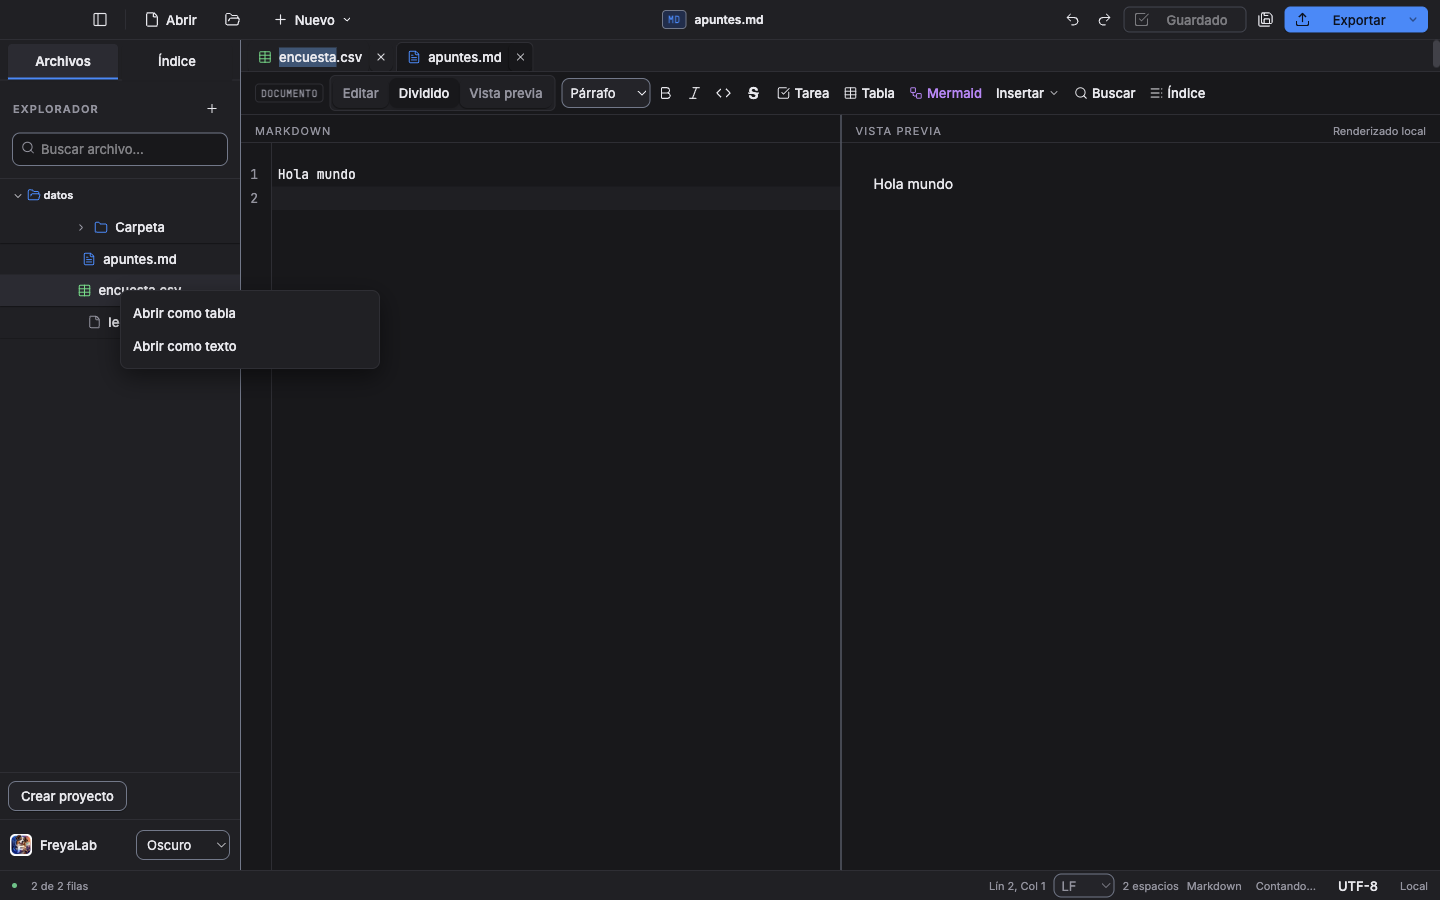 Abrir
Nuevo
MD apuntes.md
Guardado
Exportar
Archivos
Índice
encuesta.csv
apuntes.md
DOCUMENTO
Editar
Dividido
Vista previa
Párrafo
B
I
S
Tarea
Tabla
Mermaid
Insertar
Buscar
Índice
EXPLORADOR
Buscar archivo...
datos
Carpeta
apuntes.md
encuesta.csv
le
Abrir como tabla
Abrir como texto
MARKDOWN
1 Hola mundo
2
VISTA PREVIA
Renderizado local
Hola mundo
Crear proyecto
FreyaLab
Oscuro
2 de 2 filas
Lín 2, Col 1
LF
2 espacios
Markdown
Contando...
UTF-8
Local